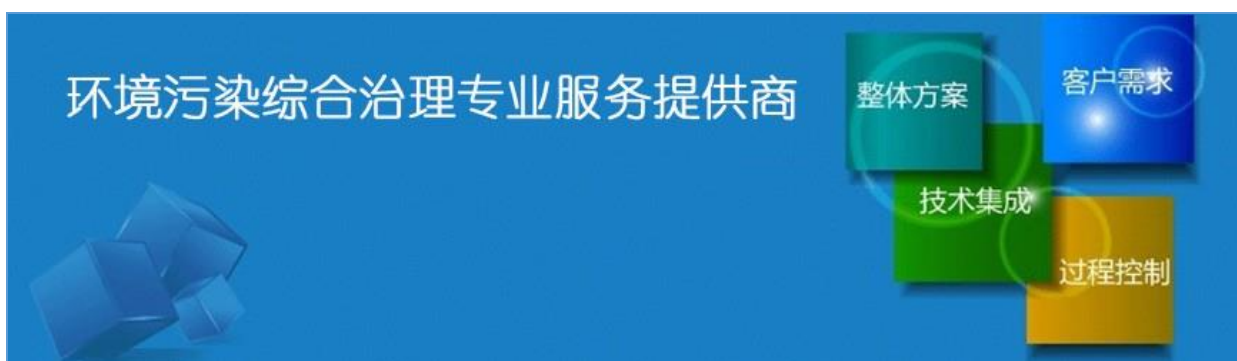 环境污染综合治理专业服务提供商
整体方案
客户需求
技术集成
过程控制